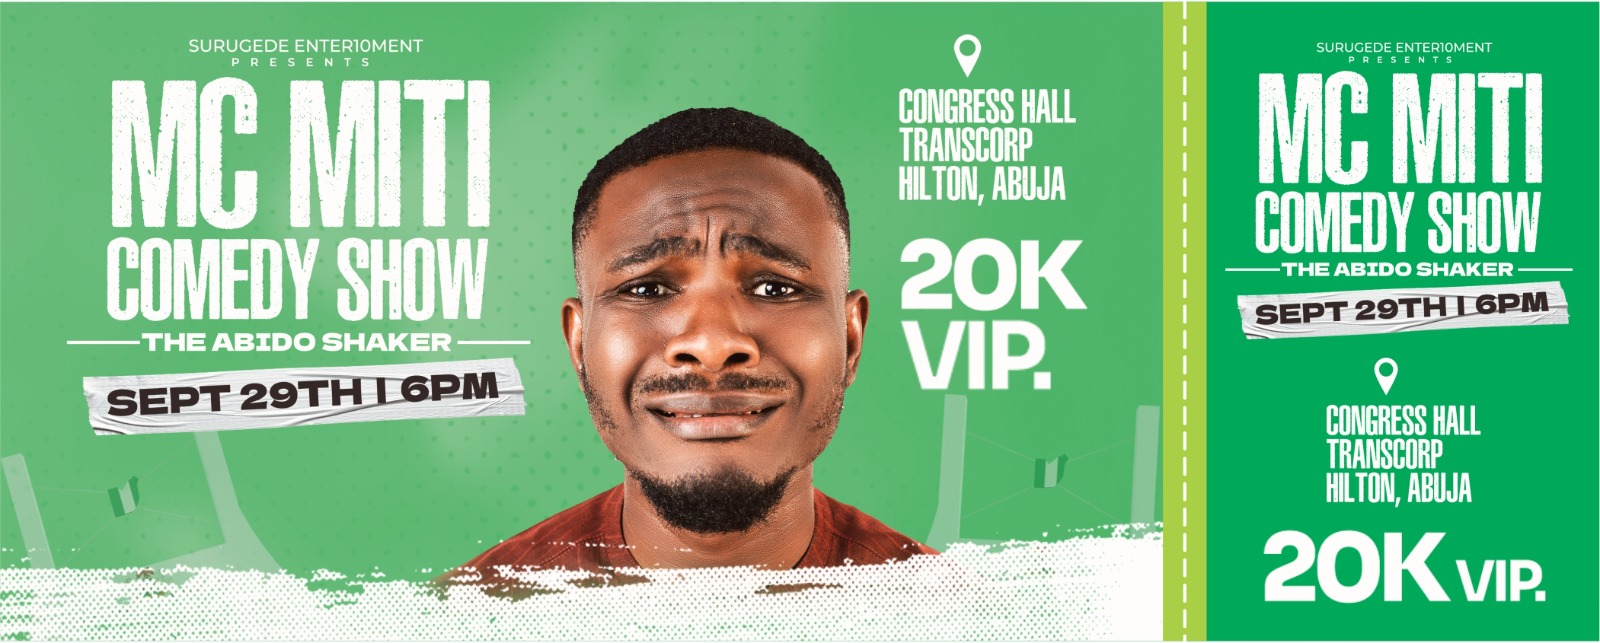 SURUGEDE ENTER10MENT
PRESENTS
MC MITI
COMEDY SHOW
THE ABIDO SHAKER
SEPT 29TH | 6PM
CONGRESS HALL
TRANSCORP
HILTON, ABUJA
20K
VIP.
SURUGEDE ENTER10MENT
PRESENTS
MC MITI
COMEDY SHOW
THE ABIDO SHAKER
SEPT 29TH | 6PM
CONGRESS HALL
TRANSCORP
HILTON, ABUJA
20K VIP.